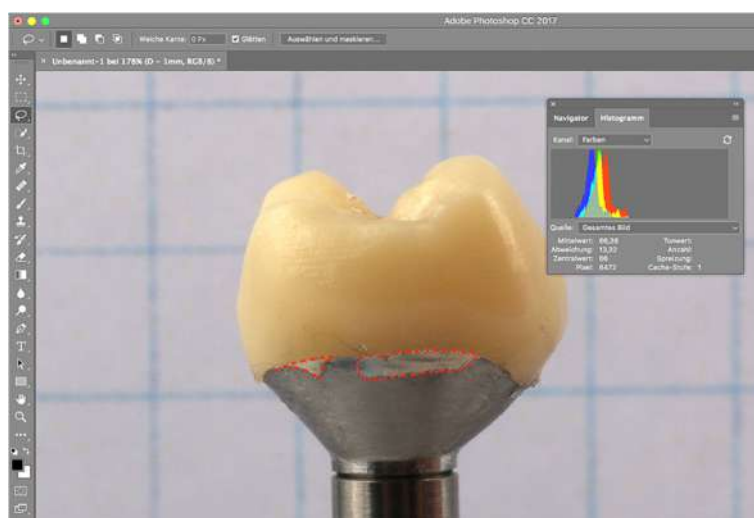 Adobe Photoshop CC 2017
Weiche Kante: 0 Px
Glätten
Auswählen und maskieren...
× Unbenannt-1 bei 178% (D - 1mm, RGB/8) *
Navigator
Histogramm
Kanal: Farben
Quelle: Gesamtes Bild
Mittelwert: 66,36
Tonwert:
Abweichung: 13,32
Anzahl:
Zentralwert: 66
Spreizung:
Pixel: 6472
Cache-Stufe: 1